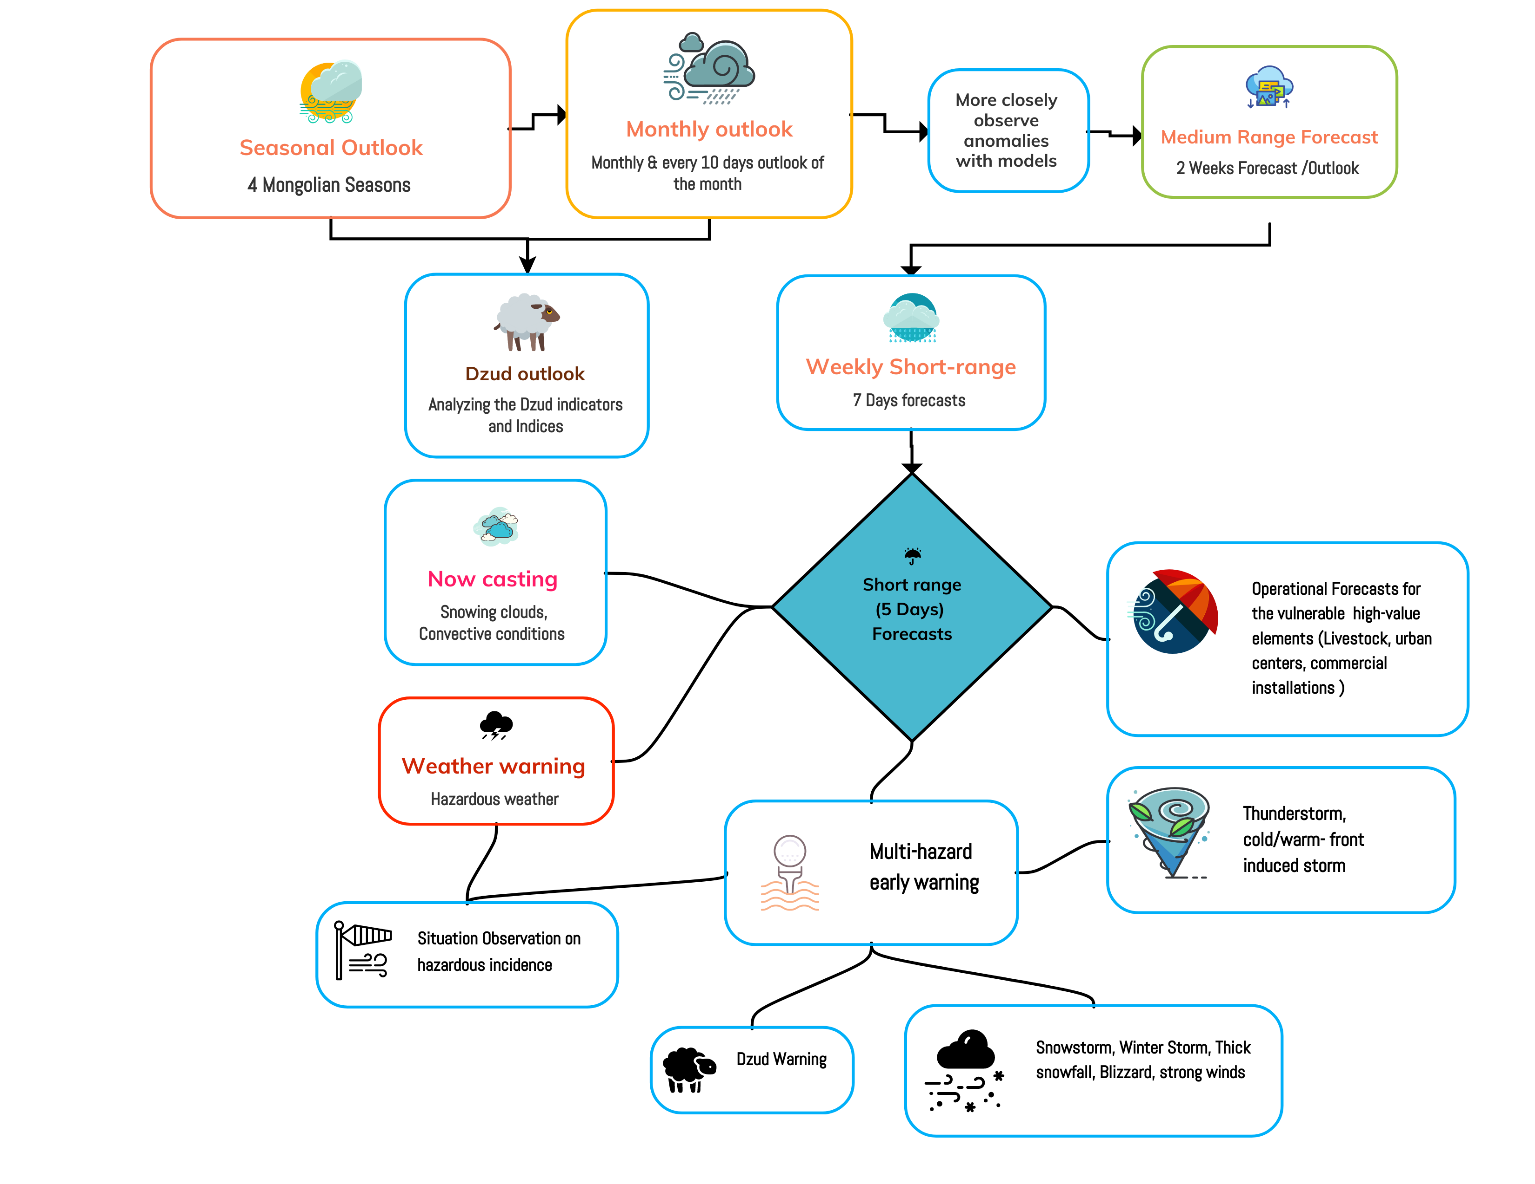 Seasonal Outlook
4 Mongolian Seasons
Monthly outlook
Monthly & every 10 days outlook of
the month
More closely
observe
anomalies
with models
Medium Range Forecast
2 Weeks Forecast /Outlook
Dzud outlook
Analyzing the Dzud indicators
and Indices
Weekly Short-range
7 Days forecasts
Now casting
Snowing clouds,
Convective conditions
Short range
(5 Days)
Forecasts
Operational Forecasts for
the vulnerable high-value
elements (Livestock, urban
centers, commercial
installations )
Weather warning
Hazardous weather
Multi-hazard
early warning
Thunderstorm,
cold/warm- front
induced storm
Situation Observation on
hazardous incidence
Dzud Warning
Snowstorm, Winter Storm, Thick
snowfall, Blizzard, strong winds